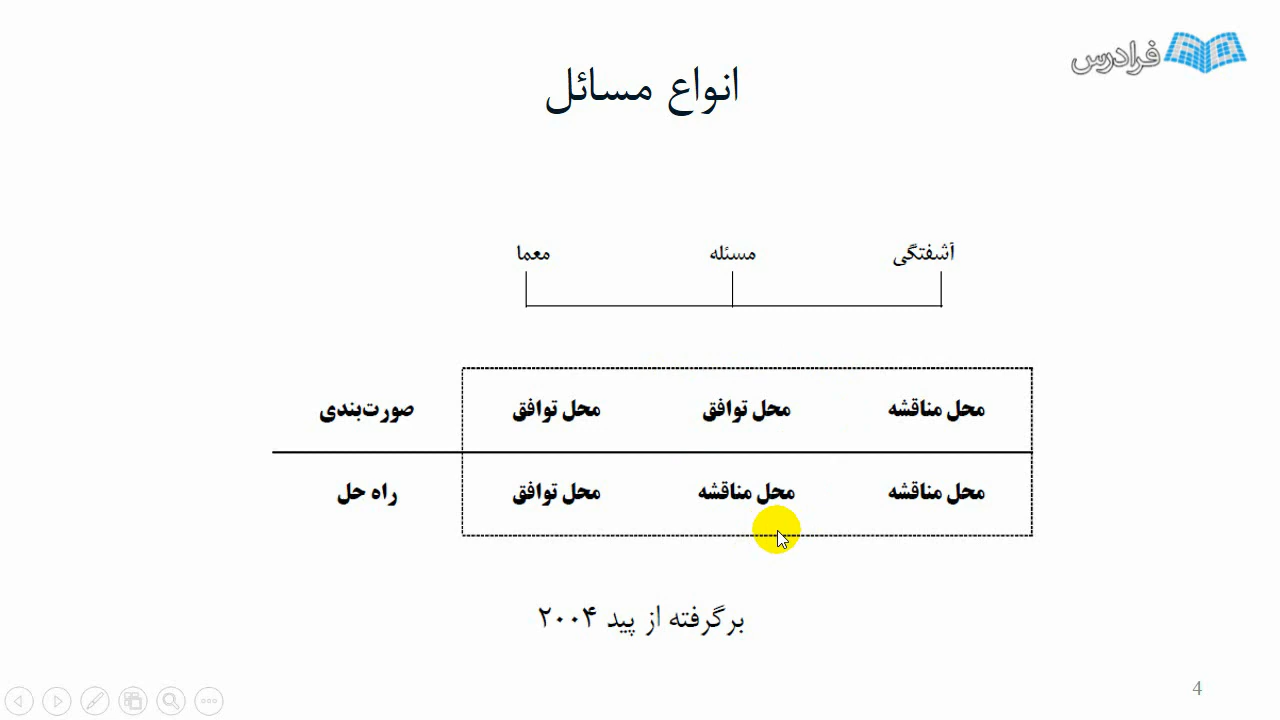 فرادرس
انواع مسائل
آشفتگی مسئله معما
صورت‌بندی محل توافق محل توافق محل مناقشه
راه حل محل توافق محل مناقشه محل مناقشه
برگرفته از پید ۲۰۰۴
4